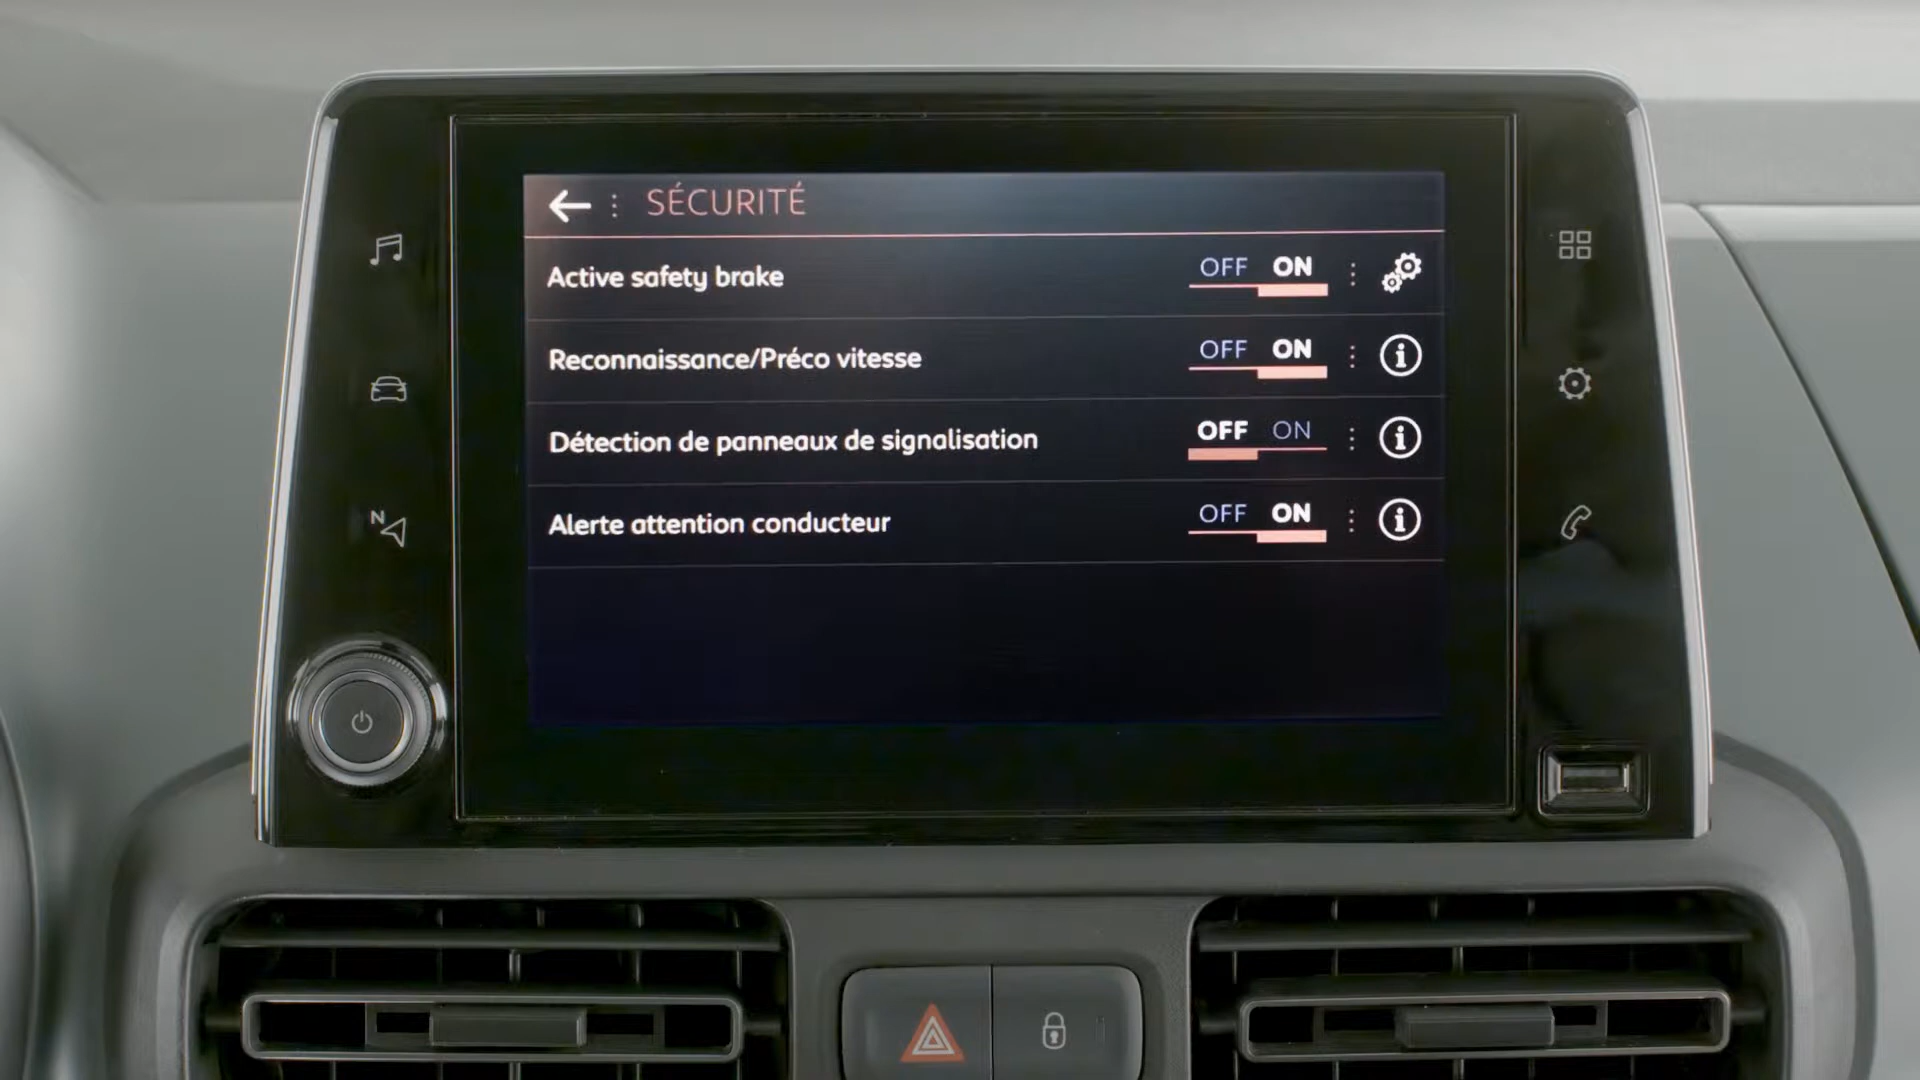 SÉCURITÉ
Active safety brake OFF ON
Reconnaissance/Préco vitesse OFF ON
Détection de panneaux de signalisation OFF ON
Alerte attention conducteur OFF ON
N